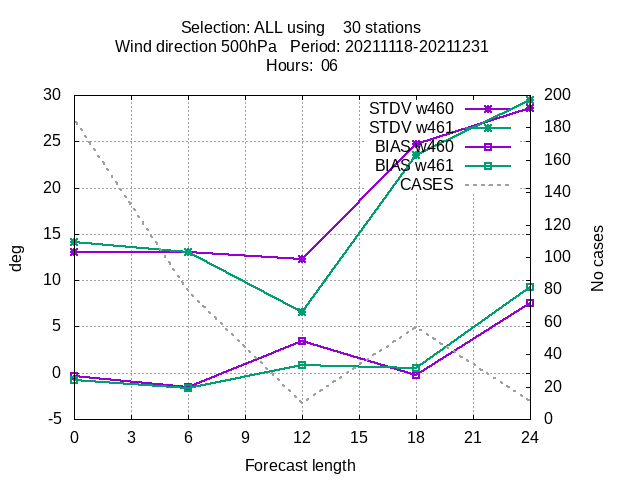 Selection: ALL using 30 stations
Wind direction 500hPa Period: 20211118-20211231
Hours: 06
30
25
20
15
10
5
0
-5
deg
STDV w460
STDV w461
BIAS w460
BIAS w461
CASES
200
180
160
140
120
100
80
60
40
20
0
No cases
0 3 6 9 12 15 18 21 24
Forecast length